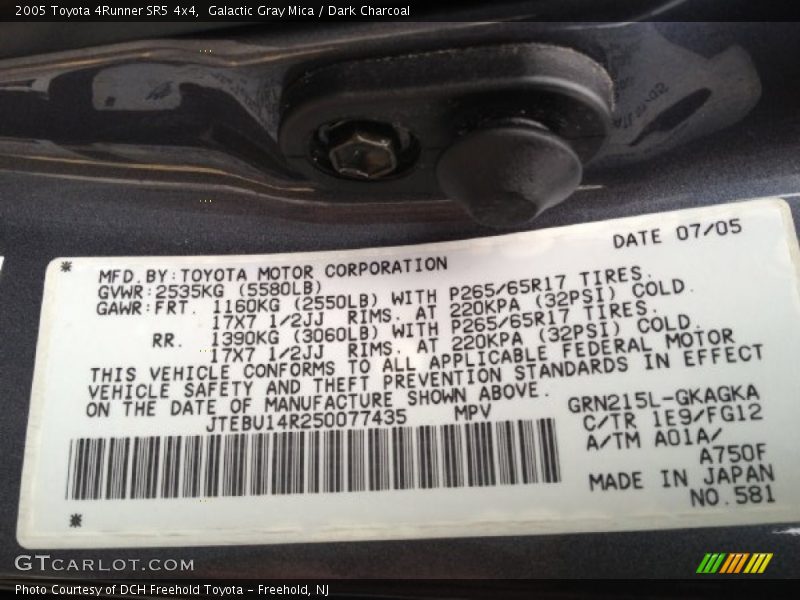 2005 Toyota 4Runner SR5 4x4, Galactic Gray Mica / Dark Charcoal
DATE 07/05
MFD.BY:TOYOTA MOTOR CORPORATION
GVWR:2535KG (5580LB)
GAWR:FRT. 1160KG (2550LB) WITH P265/65R17 TIRES.
17X7 1/2JJ RIMS. AT 220KPA (32PSI) COLD.
RR. 1390KG (3060LB) WITH P265/65R17 TIRES.
17X7 1/2JJ RIMS. AT 220KPA (32PSI) COLD.
THIS VEHICLE CONFORMS TO ALL APPLICABLE FEDERAL MOTOR
VEHICLE SAFETY AND THEFT PREVENTION STANDARDS IN EFFECT
ON THE DATE OF MANUFACTURE SHOWN ABOVE.
JTEBU14R250077435 MPV
GRN215L-GKAGKA
C/TR 1E9/FG12
A/TM A01A/
A750F
MADE IN JAPAN
NO.581
GTCARLOT.COM
Photo Courtesy of DCH Freehold Toyota - Freehold, NJ